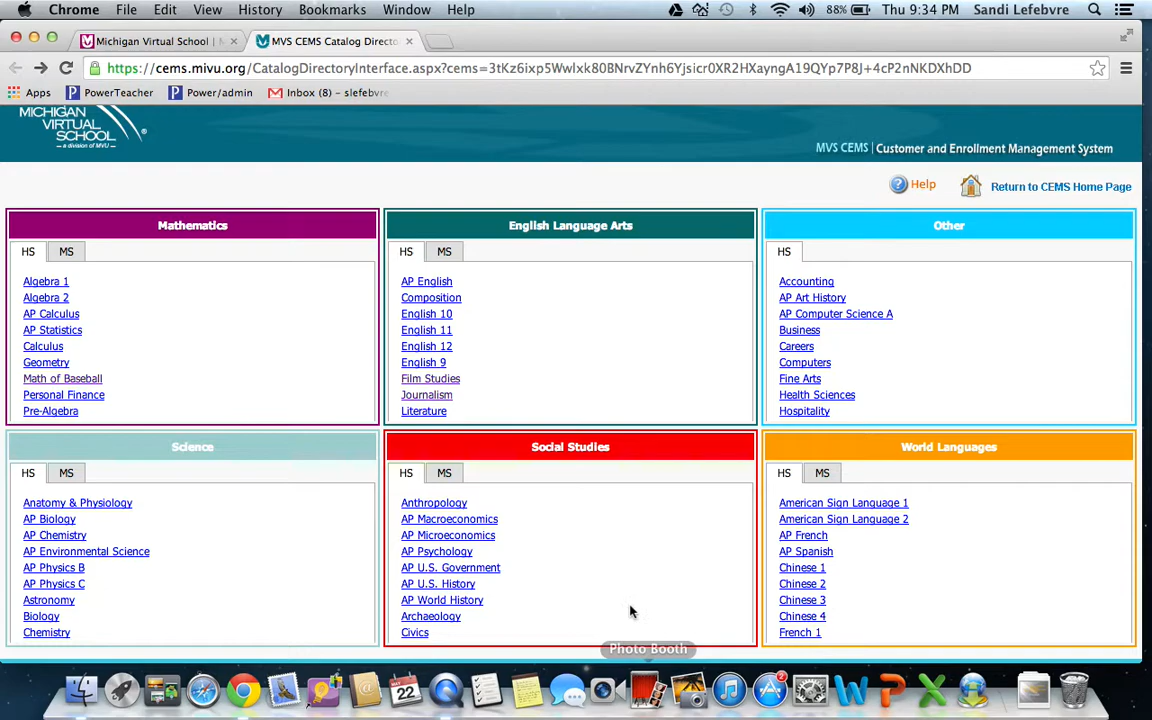 Chrome File Edit View History Bookmarks Window Help 88% Thu 9:34 PM Sandi Lefebvre
Michigan Virtual School | MVS CEMS Catalog Directo
https://cems.mivu.org/CatalogDirectoryInterface.aspx?cems=3tKz6ixp5Wwlxk80BNrvZYnh6Yjsicr0XR2HXayngA19QYp7P8J+4cP2nNKDXhDD
Apps PowerTeacher Power/admin Inbox (8) – slefebv
MICHIGAN
VIRTUAL
SCHOOL
a division of MVU
MVS CEMS | Customer and Enrollment Management System
Help Return to CEMS Home Page
Mathematics
HS MS
Algebra 1
Algebra 2
AP Calculus
AP Statistics
Calculus
Geometry
Math of Baseball
Personal Finance
Pre-Algebra
English Language Arts
HS MS
AP English
Composition
English 10
English 11
English 12
English 9
Film Studies
Journalism
Literature
Other
HS
Accounting
AP Art History
AP Computer Science A
Business
Careers
Computers
Fine Arts
Health Sciences
Hospitality
Science
HS MS
Anatomy & Physiology
AP Biology
AP Chemistry
AP Environmental Science
AP Physics B
AP Physics C
Astronomy
Biology
Chemistry
Social Studies
HS MS
Anthropology
AP Macroeconomics
AP Microeconomics
AP Psychology
AP U.S. Government
AP U.S. History
AP World History
Archaeology
Civics
World Languages
HS MS
American Sign Language 1
American Sign Language 2
AP French
AP Spanish
Chinese 1
Chinese 2
Chinese 3
Chinese 4
French 1
Photo Booth
22
2